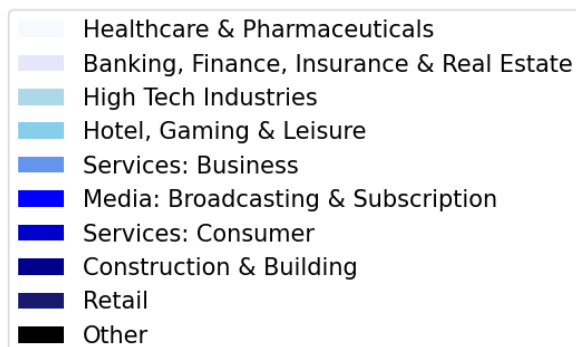 Healthcare & Pharmaceuticals
Banking, Finance, Insurance & Real Estate
High Tech Industries
Hotel, Gaming & Leisure
Services: Business
Media: Broadcasting & Subscription
Services: Consumer
Construction & Building
Retail
Other